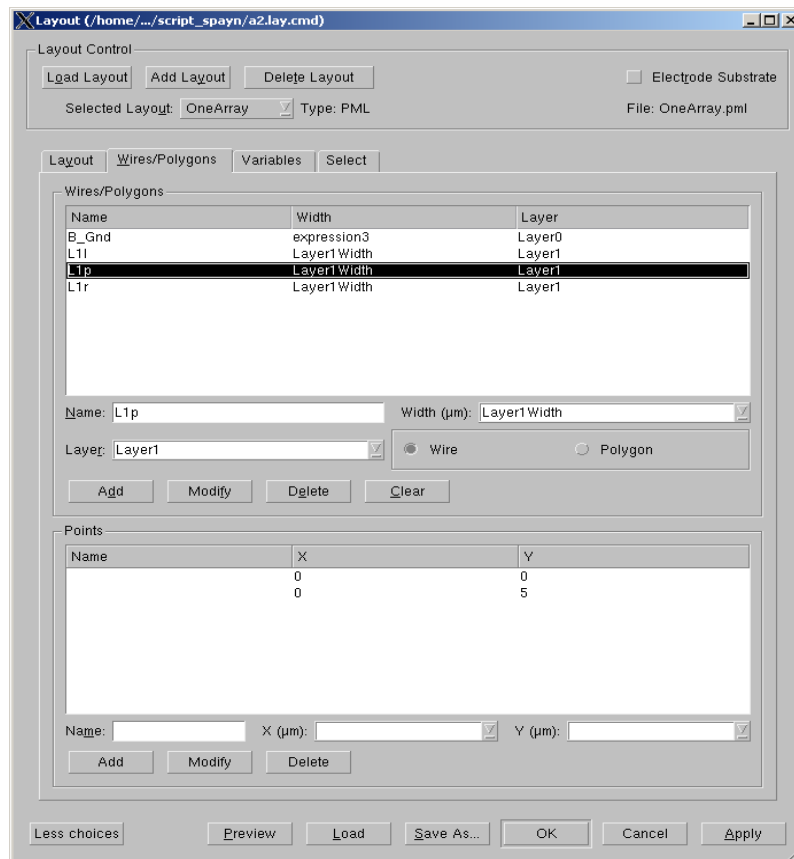 Layout (/home/.../script_spayn/a2.lay.cmd)
Layout Control
Load Layout Add Layout Delete Layout Electrode Substrate
Selected Layout: OneArray Type: PML File: OneArray.pml
Layout Wires/Polygons Variables Select
Wires/Polygons
Name Width Layer
B_Gnd expression3 Layer0
L1l Layer1Width Layer1
L1p Layer1Width Layer1
L1r Layer1Width Layer1
Name: L1p Width (µm): Layer1Width
Layer: Layer1 Wire Polygon
Add Modify Delete Clear
Points
Name X Y
0 0
0 5
Name: X (µm): Y (µm):
Add Modify Delete
Less choices Preview Load Save As... OK Cancel Apply